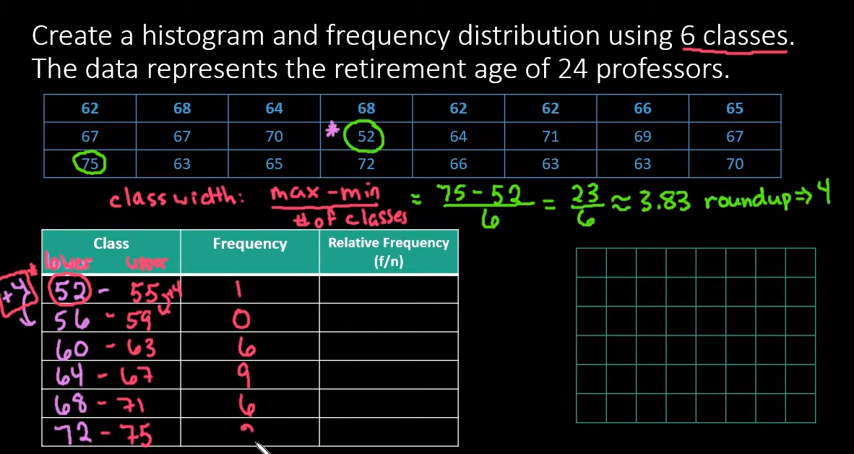 Create a histogram and frequency distribution using 6 classes.
The data represents the retirement age of 24 professors.
62 68 64 68 62 62 66 65
67 67 70 * 52 64 71 69 67
75 63 65 72 66 63 63 70
class width: max - min / # of classes = 75 - 52 / 6 = 23 / 6 ≈ 3.83 roundup ⇒ 4
Class Frequency Relative Frequency (f/n)
lower upper
+4 * 52 - 55 +4 1
56 - 59 0
60 - 63 6
64 - 67 9
68 - 71 6
72 - 75